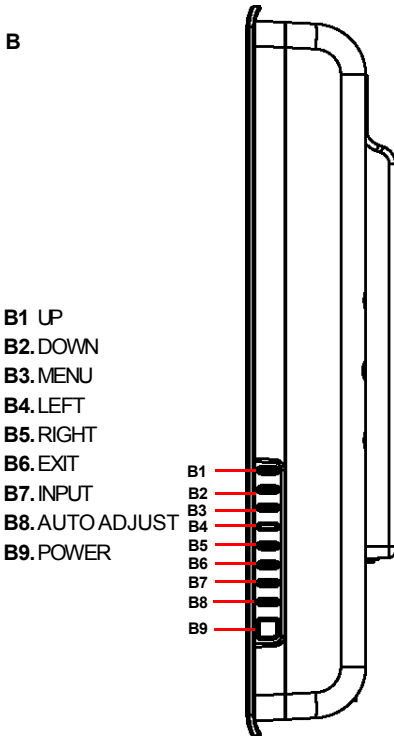 B
B1 UP
B2. DOWN
B3. MENU
B4. LEFT
B5. RIGHT
B6. EXIT
B7. INPUT
B8. AUTO ADJUST
B9. POWER
B1
B2
B3
B4
B5
B6
B7
B8
B9